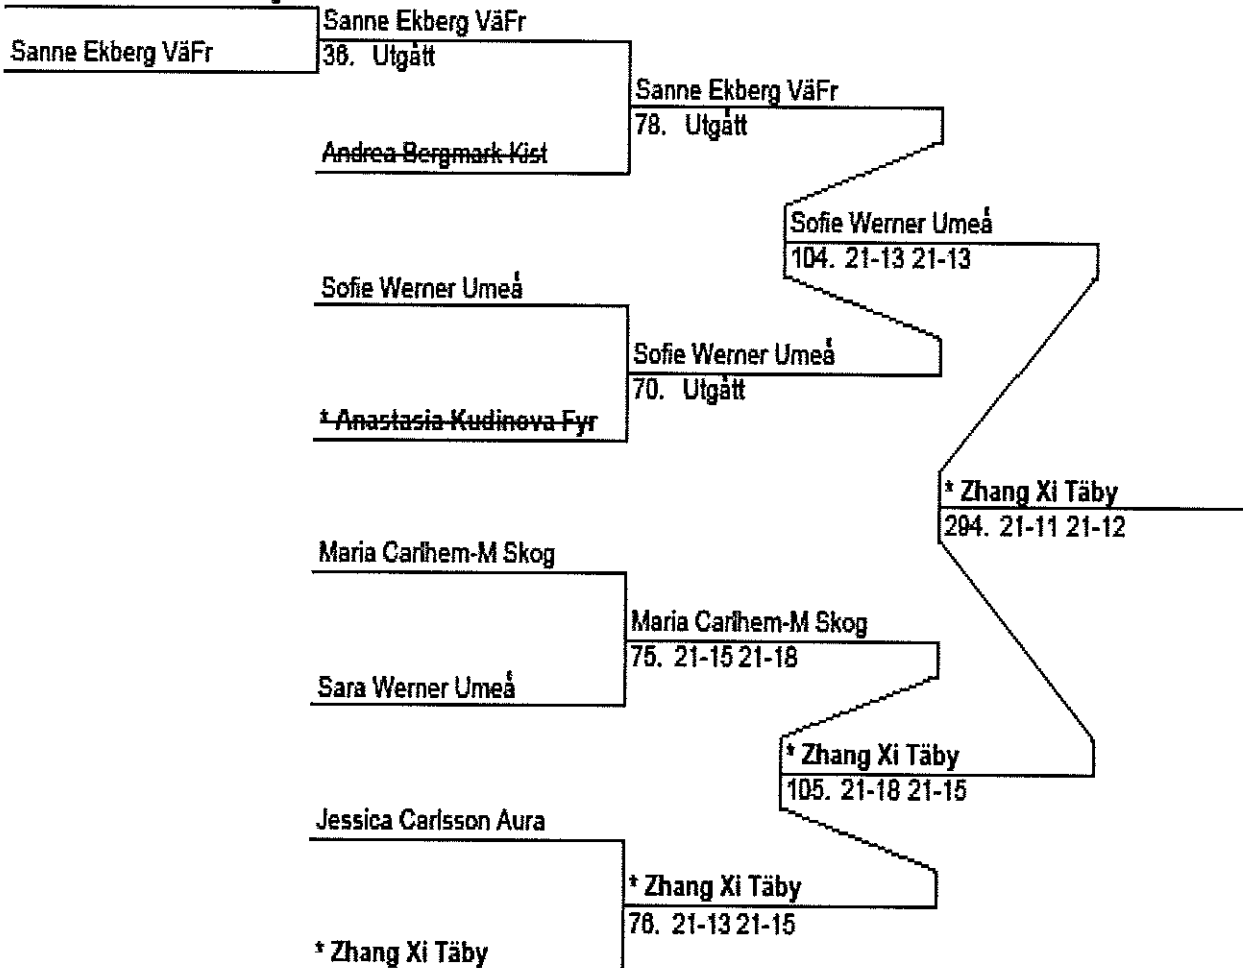 Sanne Ekberg VäFr
Sanne Ekberg VäFr
36. Utgått
Sanne Ekberg VäFr
78. Utgått
Andrea Bergmark Kist
Sofie Werner Umeå
104. 21-13 21-13
Sofie Werner Umeå
Sofie Werner Umeå
70. Utgått
* Anastasia Kudinova Fyr
* Zhang Xi Täby
294. 21-11 21-12
Maria Carlhem-M Skog
Maria Carlhem-M Skog
75. 21-15 21-18
Sara Werner Umeå
* Zhang Xi Täby
105. 21-18 21-15
Jessica Carlsson Aura
* Zhang Xi Täby
76. 21-13 21-15
* Zhang Xi Täby